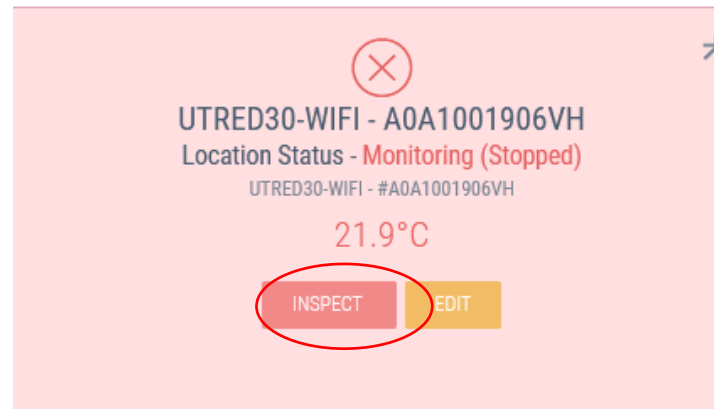 UTRED30-WIFI - A0A1001906VH
Location Status - Monitoring (Stopped)
UTRED30-WIFI - #A0A1001906VH
21.9°C
INSPECT EDIT